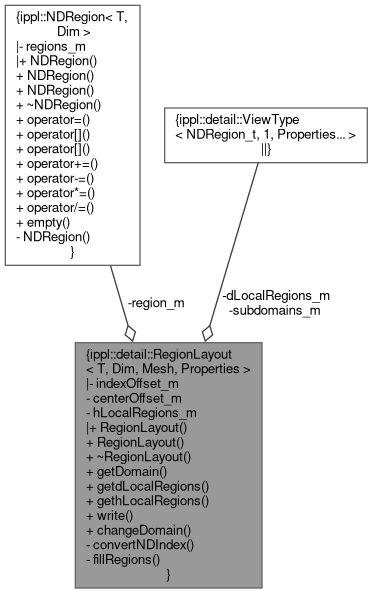 {ippl::NDRegion< T,
Dim >
|- regions_m
|+ NDRegion()
+ NDRegion()
+ NDRegion()
+ ~NDRegion()
+ operator=()
+ operator[]()
+ operator[]()
+ operator+=()
+ operator-=()
+ operator*=()
+ operator/=()
+ empty()
- NDRegion()
}
{ippl::detail::ViewType
< NDRegion_t, 1, Properties... >
||}
-region_m
-dLocalRegions_m
-subdomains_m
{ippl::detail::RegionLayout
< T, Dim, Mesh, Properties >
|- indexOffset_m
- centerOffset_m
- hLocalRegions_m
|+ RegionLayout()
+ RegionLayout()
+ ~RegionLayout()
+ getDomain()
+ getdLocalRegions()
+ gethLocalRegions()
+ write()
+ changeDomain()
- convertNDIndex()
- fillRegions()
}